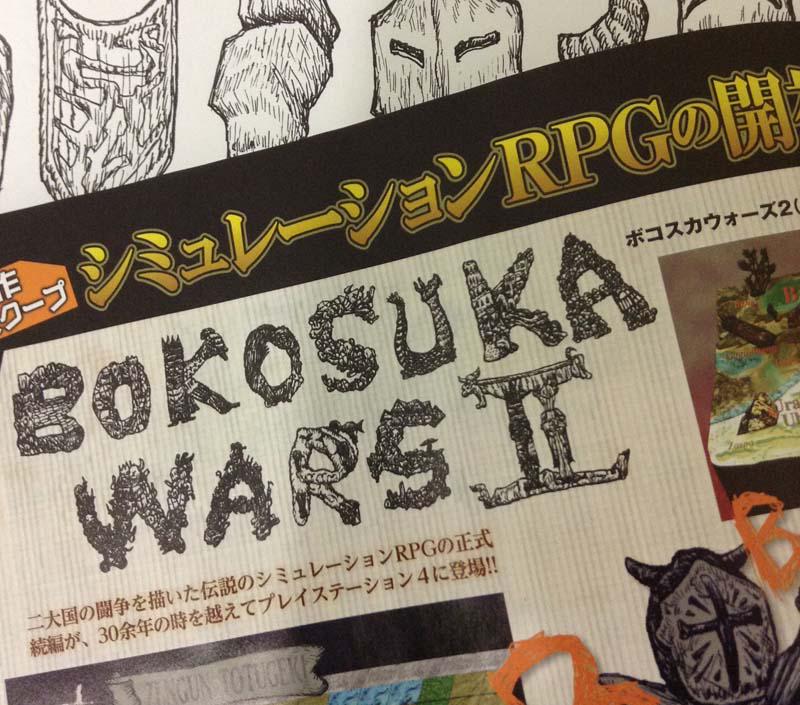 シミュレーションRPGの開
作
クープ
ボコスカウォーズ2(
BOKOSUKA
WARS II
二大国の闘争を描いた伝説のシミュレーションRPGの正式
続編が、30余年の時を越えてプレイステーション4に登場!!
ZENGUN TOTUGEKI